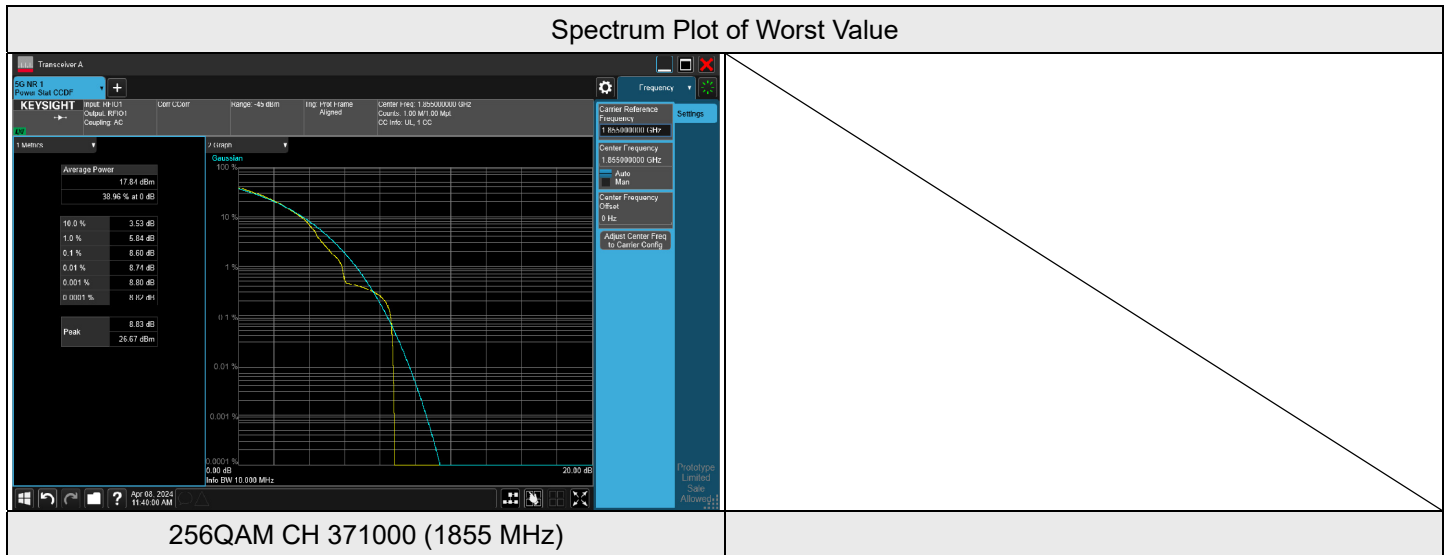 Spectrum Plot of Worst Value
Transceiver A
5G NR 1
Power Stat CCDF
+
Frequency
KEYSIGHT
Input: RFIO1
Output: RFIO1
Coupling: AC
Corr CCorr
Range: -45 dBm
Trig: Prdt Frame
Aligned
Center Freq: 1.855000000 GHz
Counts: 1.00 M/1.00 Mpt
CC Info: UL, 1 CC
1 Metrics
Average Power
17.84 dBm
38.96 % at 0 dB
10.0 % 3.53 dB
1.0 % 5.84 dB
0.1 % 8.60 dB
0.01 % 8.74 dB
0.001 % 8.80 dB
0.0001 % 8.82 dB
Peak
8.83 dB
26.67 dBm
2 Graph
Gaussian
100 %
10 %
1 %
0.1 %
0.01 %
0.001 %
0.0001 %
0.00 dB
20.00 dB
Info BW 10.000 MHz
Carrier Reference
Frequency
1.855000000 GHz
Center Frequency
1.855000000 GHz
Auto
Man
Center Frequency
Offset
0 Hz
Adjust Center Freq
to Carrier Config
Settings
Prototype
Limited
Sale
Allowed
?
Apr 08, 2024
11:40:00 AM
256QAM CH 371000 (1855 MHz)